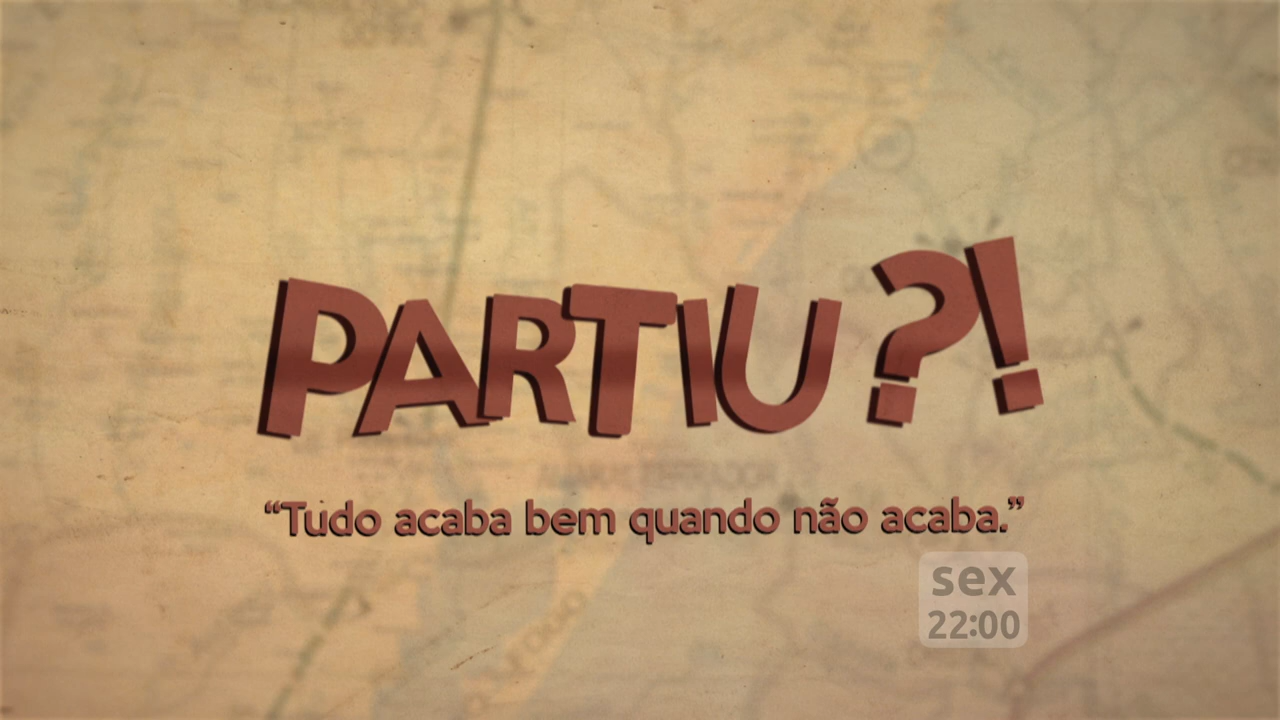 PARTIU?!
“Tudo acaba bem quando não acaba.”
sex
22:00